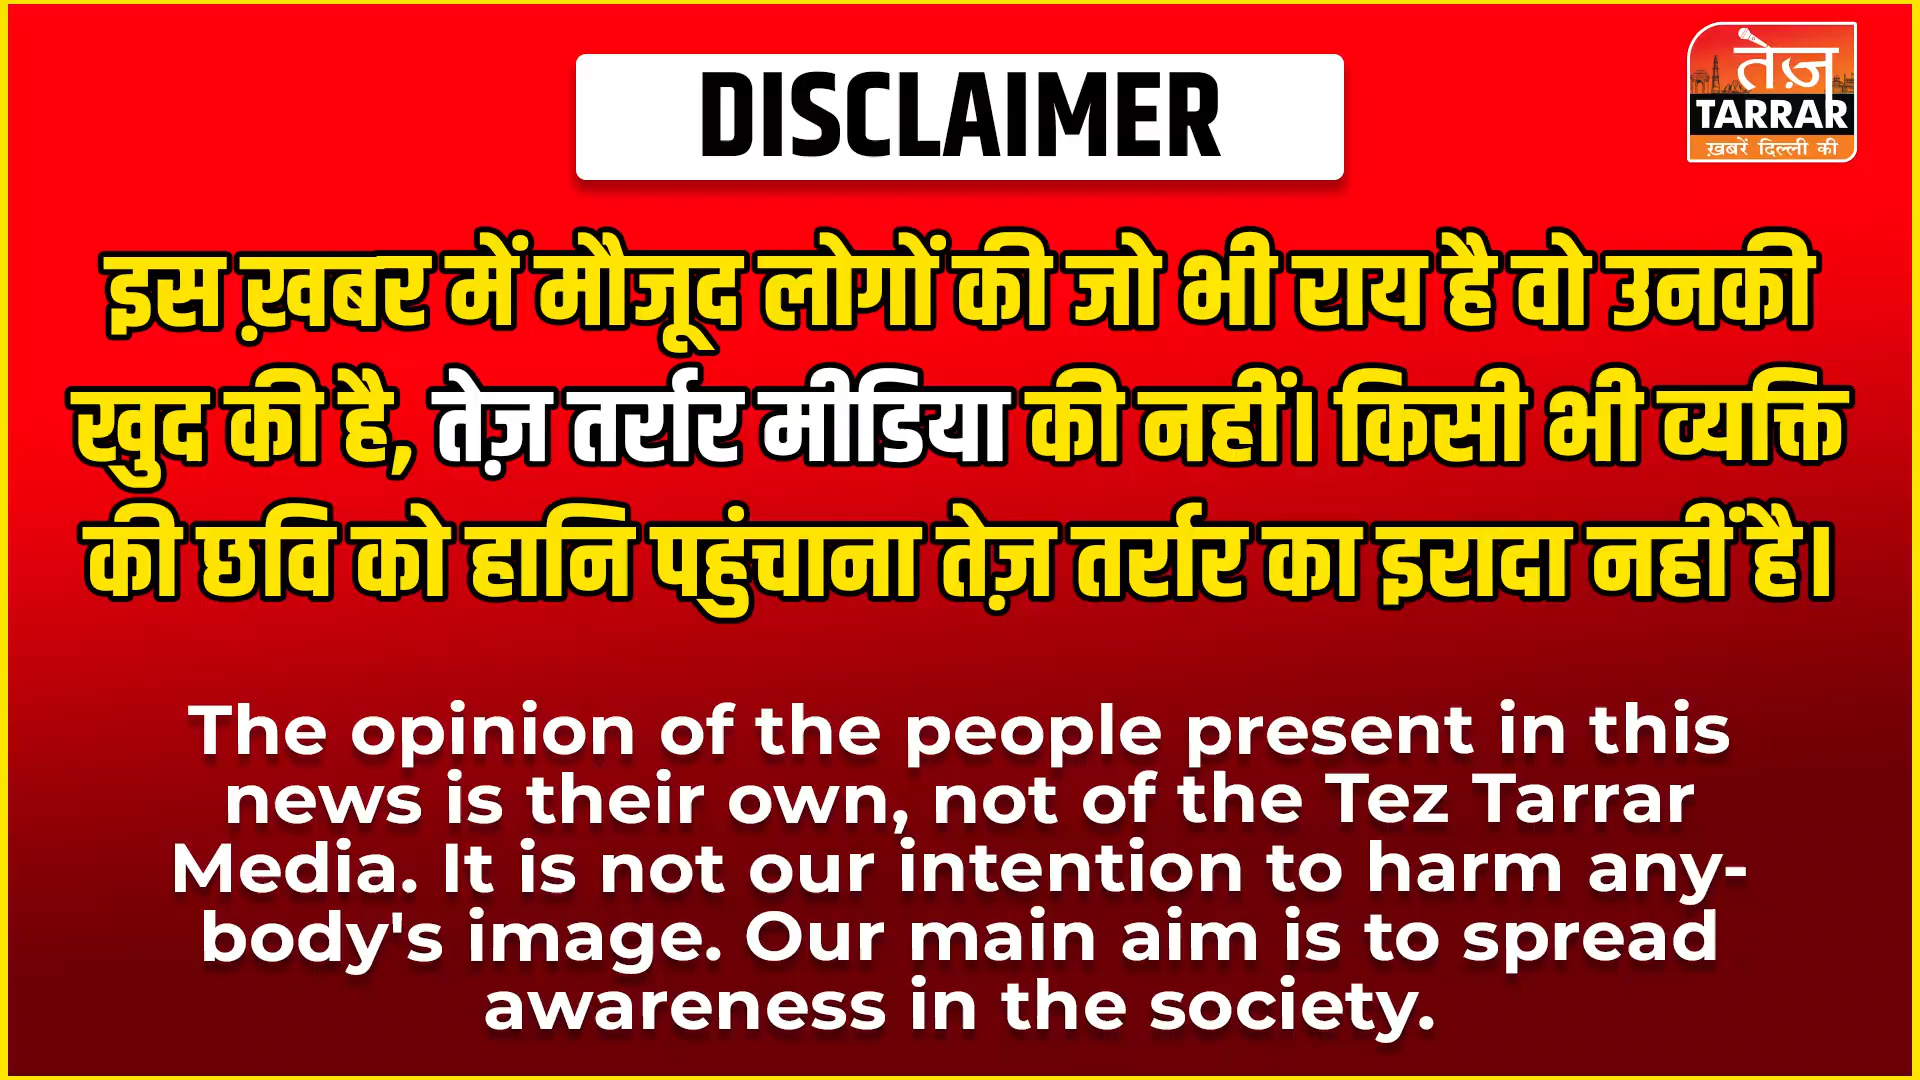 DISCLAIMER
तेज़
TARRAR
ख़बरें दिल्ली की
इस ख़बर में मौजूद लोगों की जो भी राय है वो उनकी
खुद की है, तेज़ तर्रार मीडिया की नहीं। किसी भी व्यक्ति
की छवि को हानि पहुंचाना तेज़ तर्रार का इरादा नहीं है।
The opinion of the people present in this
news is their own, not of the Tez Tarrar
Media. It is not our intention to harm any-
body's image. Our main aim is to spread
awareness in the society.